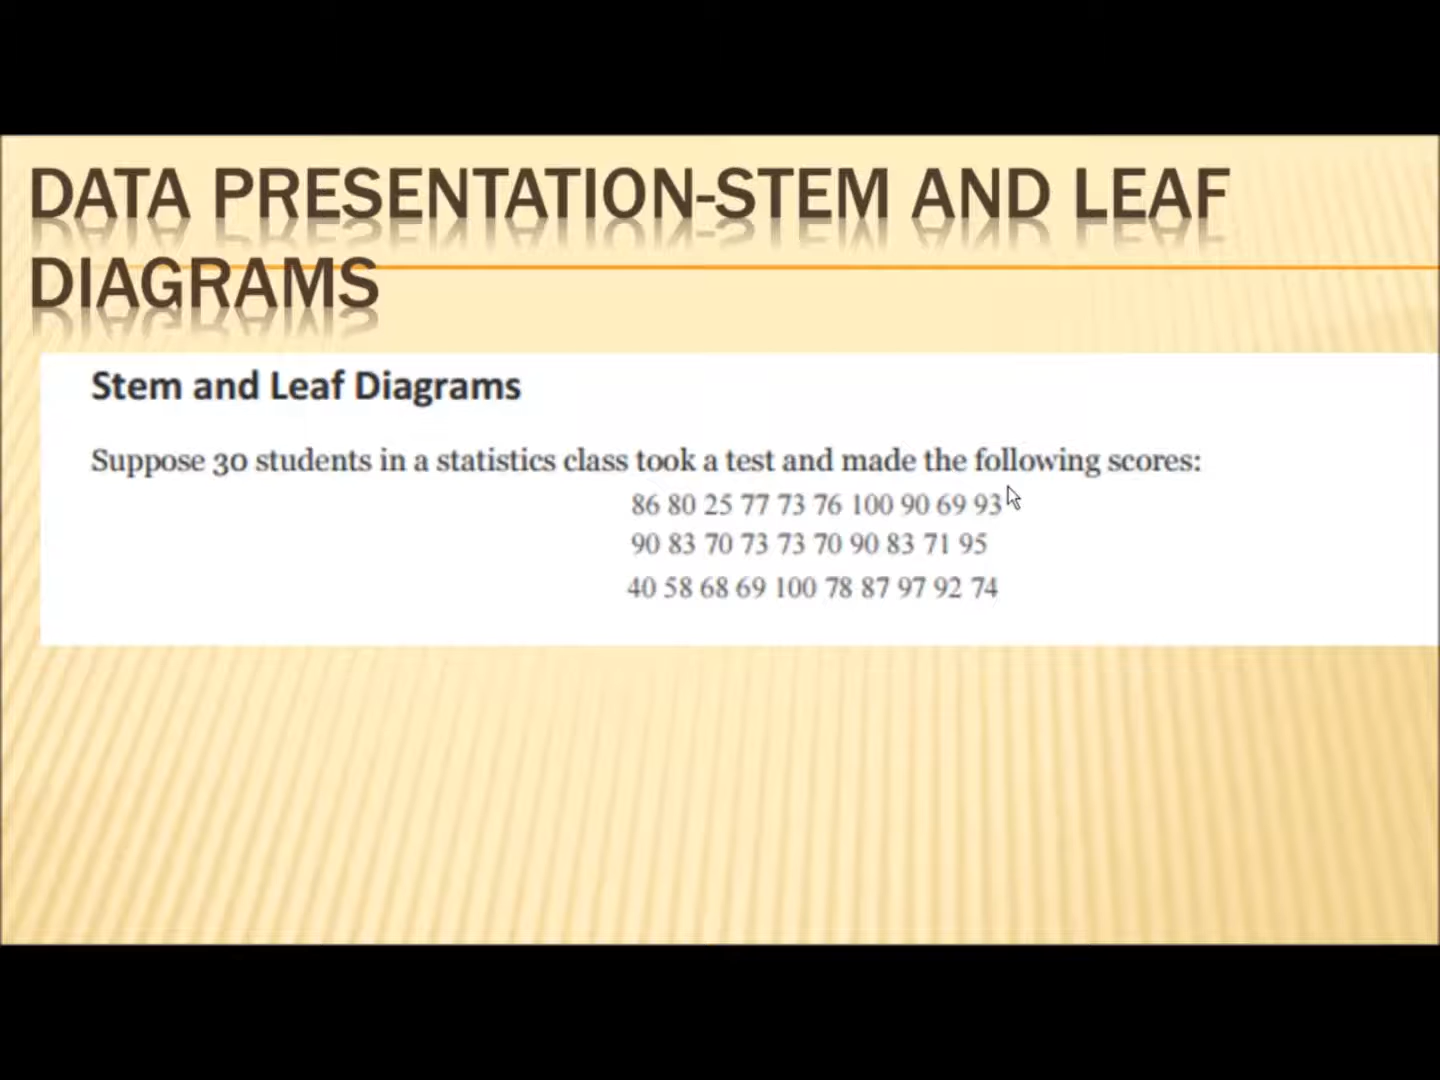 DATA PRESENTATION-STEM AND LEAF
DIAGRAMS
Stem and Leaf Diagrams
Suppose 30 students in a statistics class took a test and made the following scores:
86 80 25 77 73 76 100 90 69 93
90 83 70 73 73 70 90 83 71 95
40 58 68 69 100 78 87 97 92 74